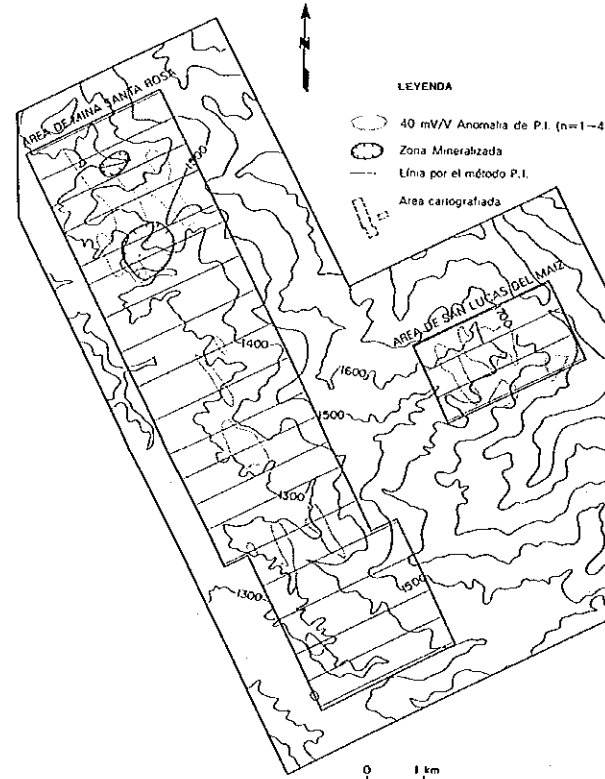 N
LEYENDA
40 mV/V Anomalia de P.I. (n=1-4
Zona Mineralizada
Línia por el método P.I.
Area cartografiada
AREA DE MINA SANTA ROSA
1500
AREA DE SAN LUCAS DEL MAIZ
1400
1600
1500
1300
1300
1500
0 1 km